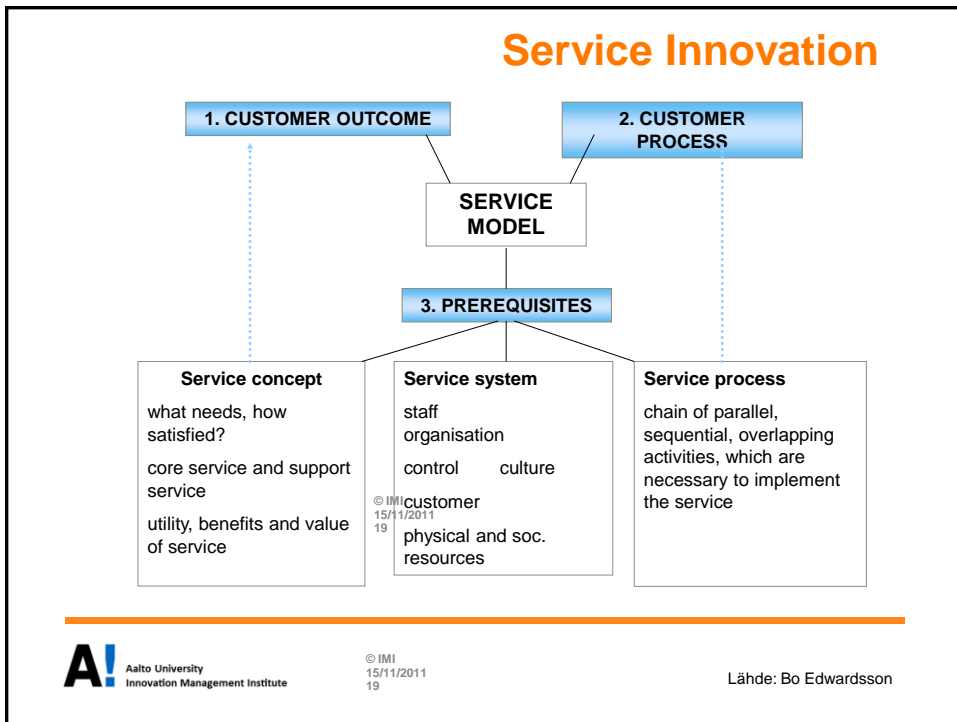 Service Innovation
1. CUSTOMER OUTCOME
2. CUSTOMER
PROCESS
SERVICE
MODEL
3. PREREQUISITES
Service concept
what needs, how
satisfied?
core service and support
service
utility, benefits and value
of service
Service system
staff
organisation
control culture
customer
physical and soc.
resources
© IMI
15/11/2011
19
Service process
chain of parallel,
sequential, overlapping
activities, which are
necessary to implement
the service
A!
Aalto University
Innovation Management Institute
© IMI
15/11/2011
19
Lähde: Bo Edwardsson